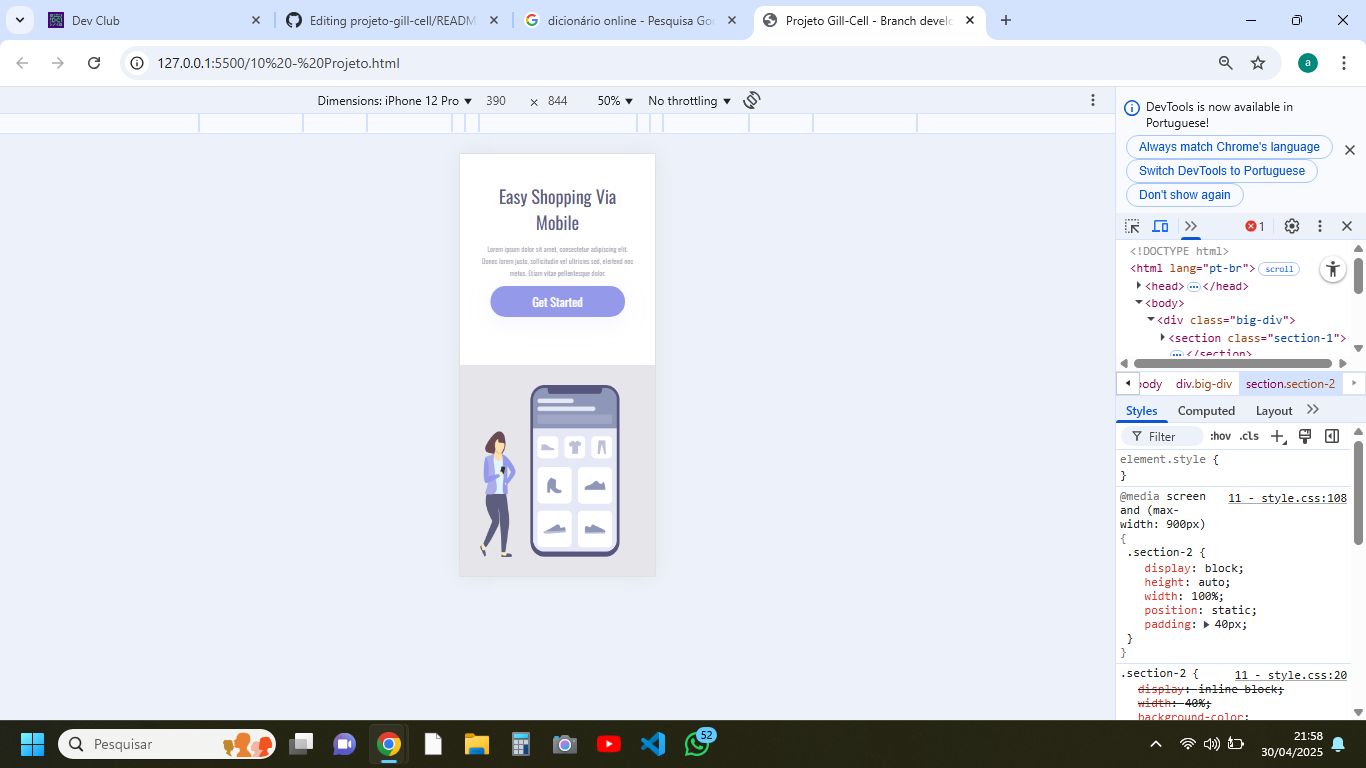 Dev Club
Editing projeto-gill-cell/README
dicionário online - Pesquisa Goo
Projeto Gill-Cell - Branch develo
127.0.0.1:5500/10%20-%20Projeto.html
a
Dimensions: iPhone 12 Pro
390
×
844
50%
No throttling
Easy Shopping Via
Mobile
Lorem ipsum dolor sit amet, consectetur adipiscing elit.
Donec lorem justo, sollicitudin vel ultricies sed, eleifend nec
metus. Etiam vitae pellentesque dolor.
Get Started
DevTools is now available in
Portuguese!
Always match Chrome's language
Switch DevTools to Portuguese
Don't show again
1
<!DOCTYPE html>
<html lang="pt-br"> scroll
<head> </head>
<body>
<div class="big-div">
<section class="section-1">
</section>
body
div.big-div
section.section-2
Styles
Computed
Layout
Filter
:hov
.cls
element.style {
}
@media screen 11 - style.css:108
and (max-
width: 900px)
{
.section-2 {
display: block;
height: auto;
width: 100%;
position: static;
padding: 40px;
}
}
.section-2 { 11 - style.css:20
display: inline-block;
width: 40%;
background-color:
Pesquisar
52
21:58
30/04/2025